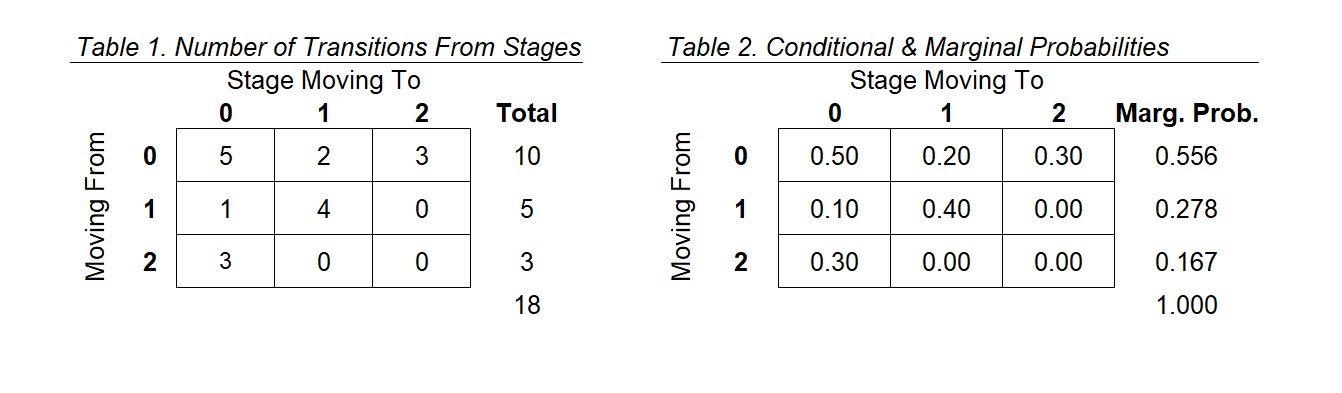 Table 1. Number of Transitions From Stages
Stage Moving To
0 1 2 Total
Moving From
0 5 2 3 10
1 1 4 0 5
2 3 0 0 3
18
Table 2. Conditional & Marginal Probabilities
Stage Moving To
0 1 2 Marg. Prob.
Moving From
0 0.50 0.20 0.30 0.556
1 0.10 0.40 0.00 0.278
2 0.30 0.00 0.00 0.167
1.000